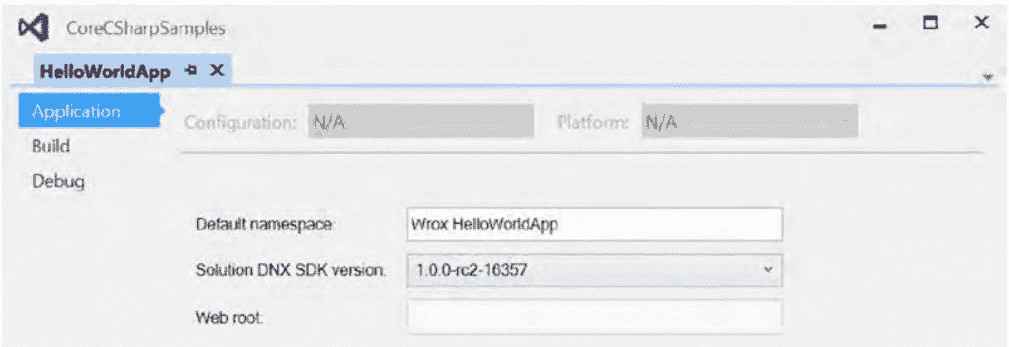 CoreCSharpSamples
HelloWorldApp
Application
Configuration: N/A Platform: N/A
Build
Debug
Default namespace
Wrox HelloWorldApp
Solution DNX SDK version.
1.0.0-rc2-16357
Web root.